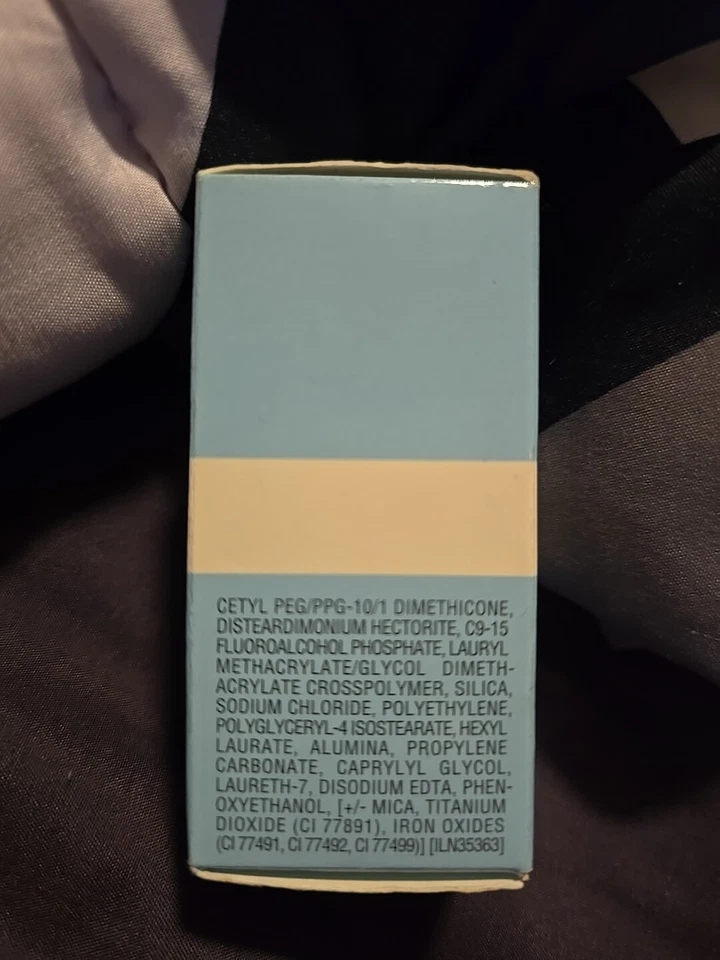 CETYL PEG/PPG-10/1 DIMETHICONE,
DISTEARDIMONIUM HECTORITE, C9-15
FLUOROALCOHOL PHOSPHATE, LAURYL
METHACRYLATE/GLYCOL DIMETH-
ACRYLATE CROSSPOLYMER, SILICA,
SODIUM CHLORIDE, POLYETHYLENE,
POLYGLYCERYL-4 ISOSTEARATE, HEXYL
LAURATE, ALUMINA, PROPYLENE
CARBONATE, CAPRYLYL GLYCOL,
LAURETH-7, DISODIUM EDTA, PHEN-
OXYETHANOL, [+/- MICA, TITANIUM
DIOXIDE (CI 77891), IRON OXIDES
(CI 77491, CI 77492, CI 77499)] [ILN35363]